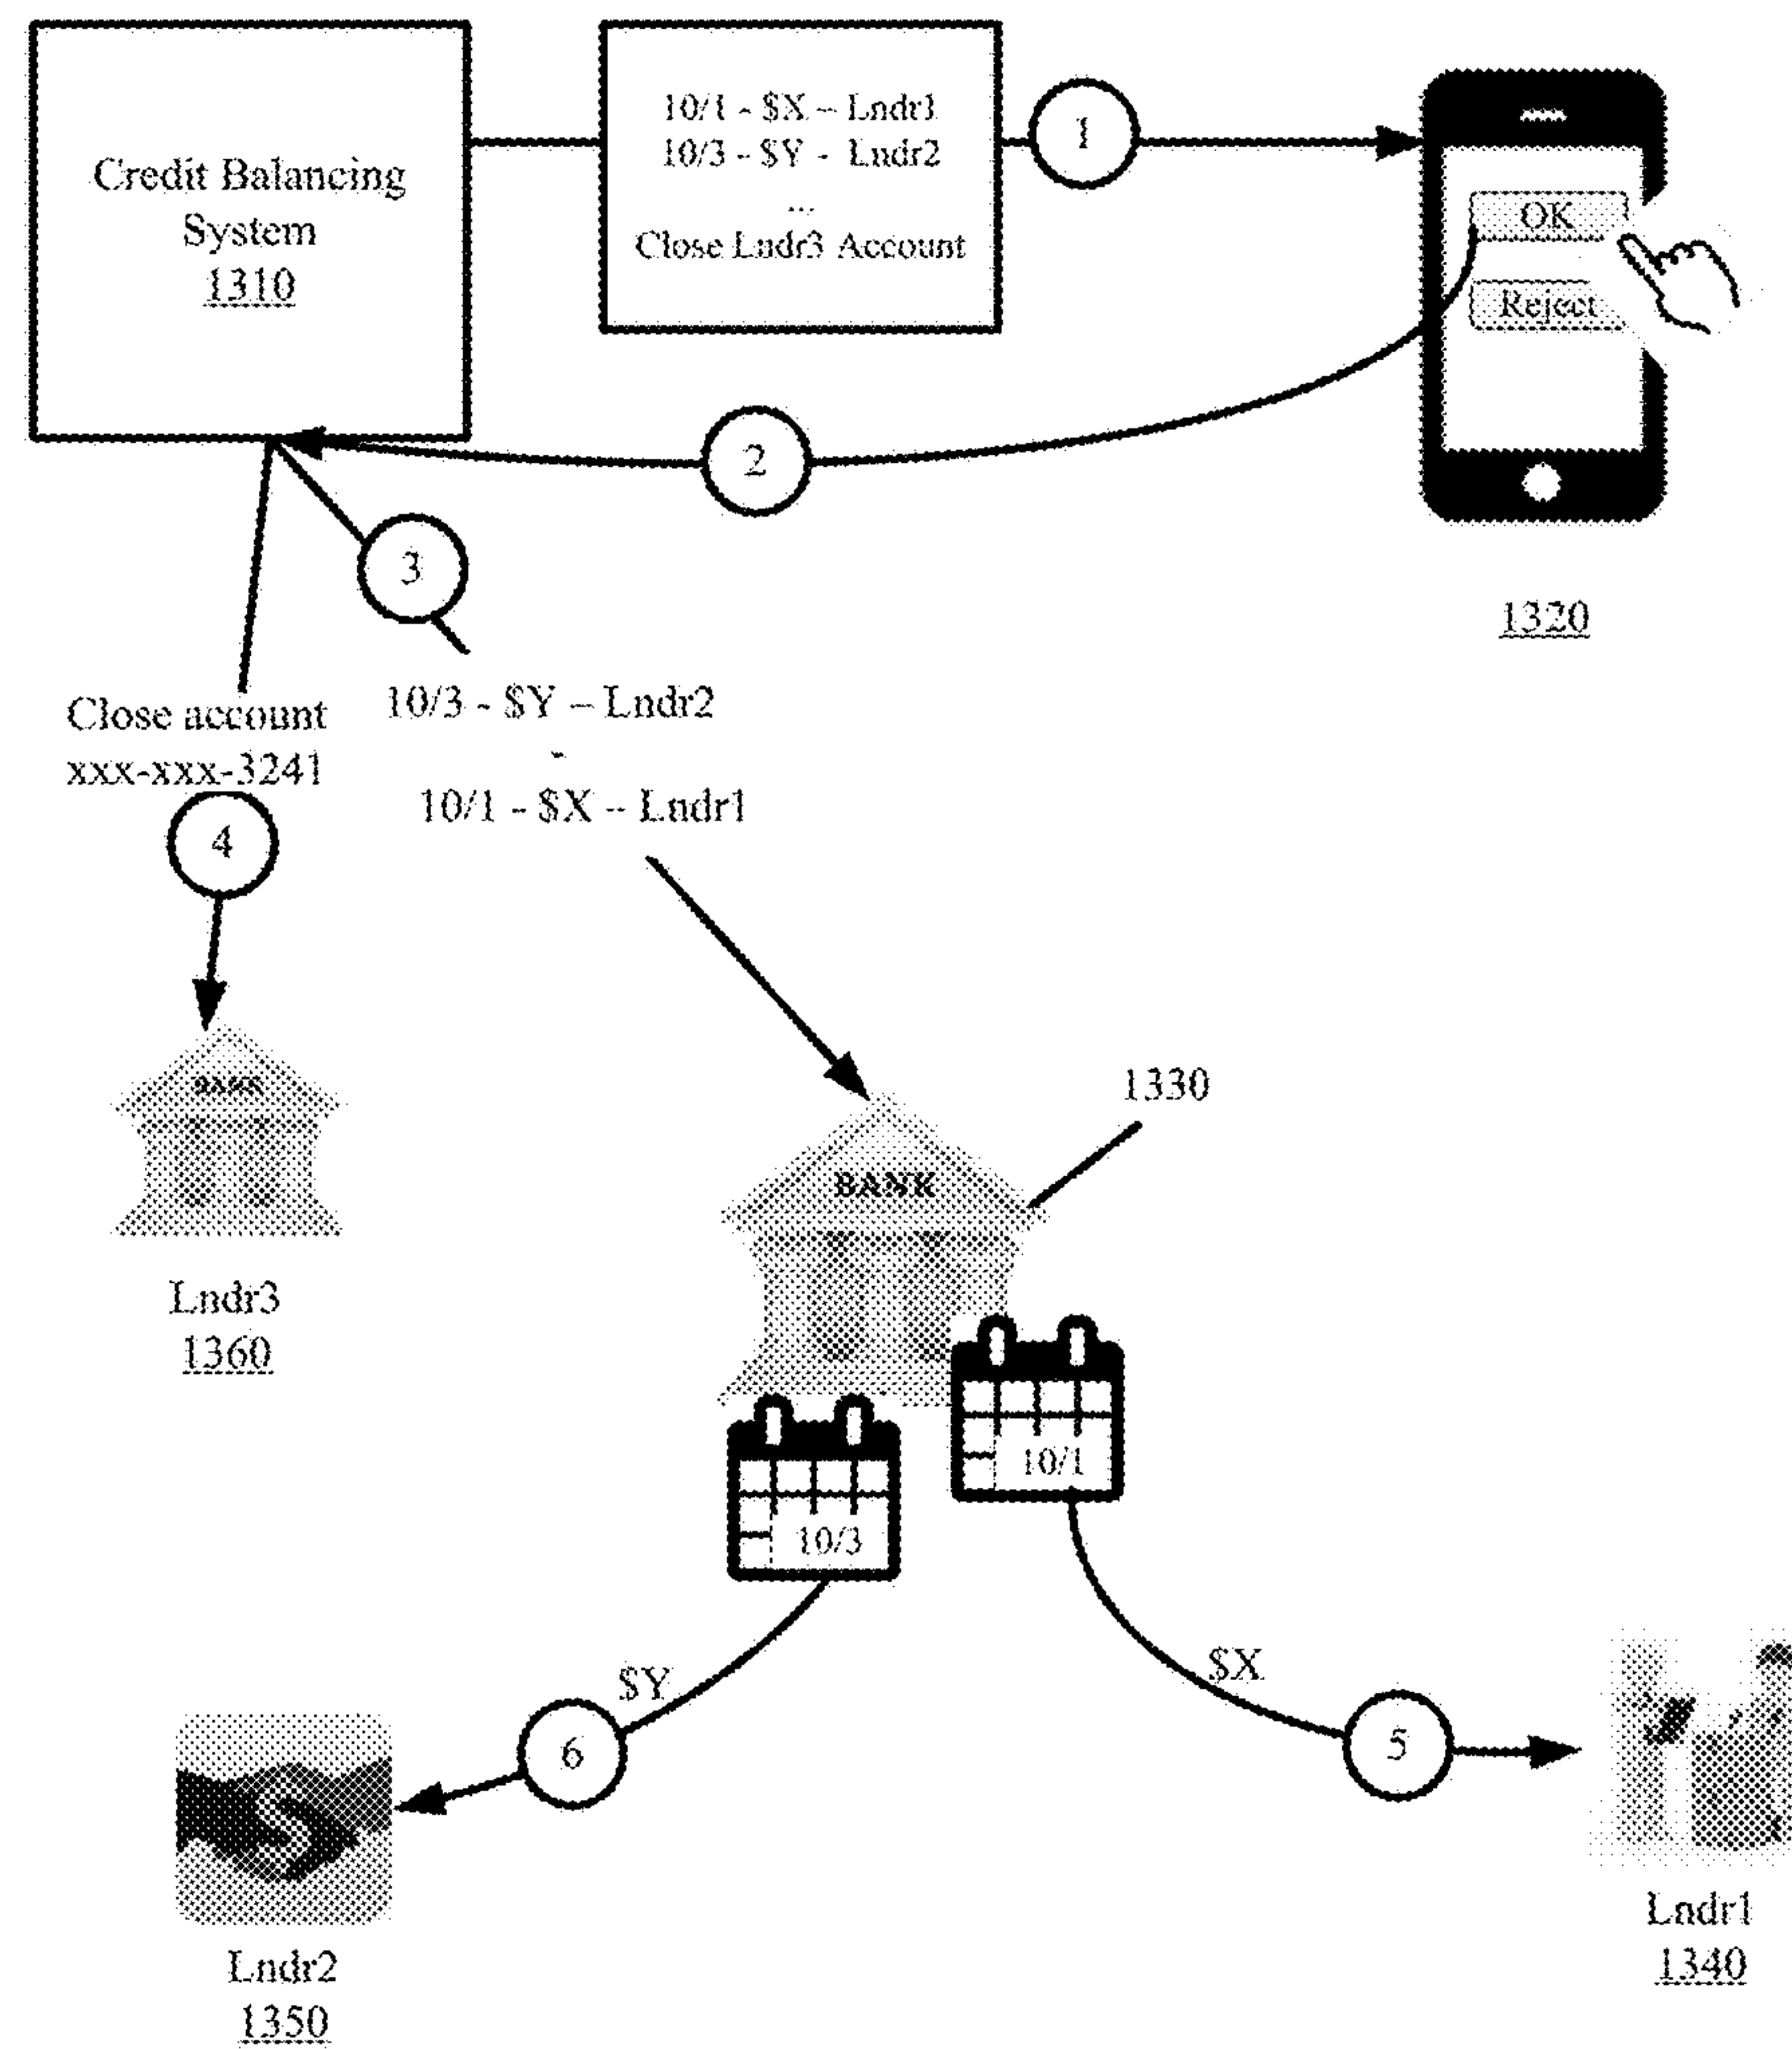 Credit Balancing
System
1310
10/1 - $X – Lndr1
10/3 - $Y - Lndr2
...
Close Lndr3 Account
1
OK
Reject
1320
2
3
Close account
xxx-xxx-3241
10/3 - $Y – Lndr2
-
10/1 - $X – Lndr1
4
BANK
Lndr3
1360
1330
BANK
10/1
10/3
$Y
$X
6
5
Lndr2
1350
Lndr1
1340